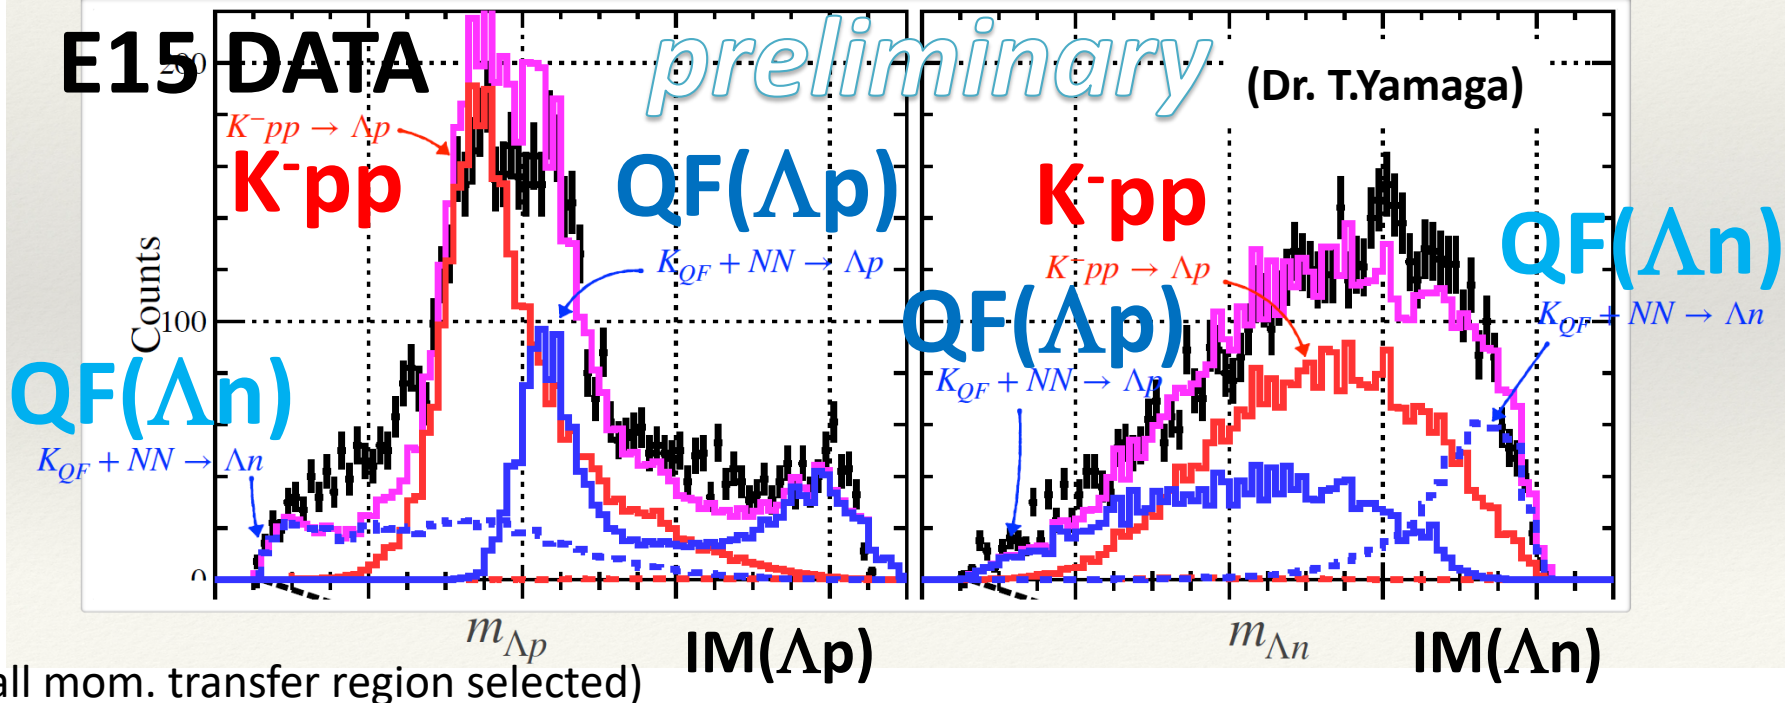 E15 DATA
preliminary
(Dr. T.Yamaga)
200
K⁻pp → Λp
K⁻pp
QF(Λp)
K_QF + NN → Λp
Counts
100
QF(Λn)
K_QF + NN → Λn
0
K⁻pp
K⁻pp → Λp
QF(Λn)
K_QF + NN → Λn
QF(Λp)
K_QF + NN → Λp
m_Λp
IM(Λp)
m_Λn
IM(Λn)
all mom. transfer region selected)